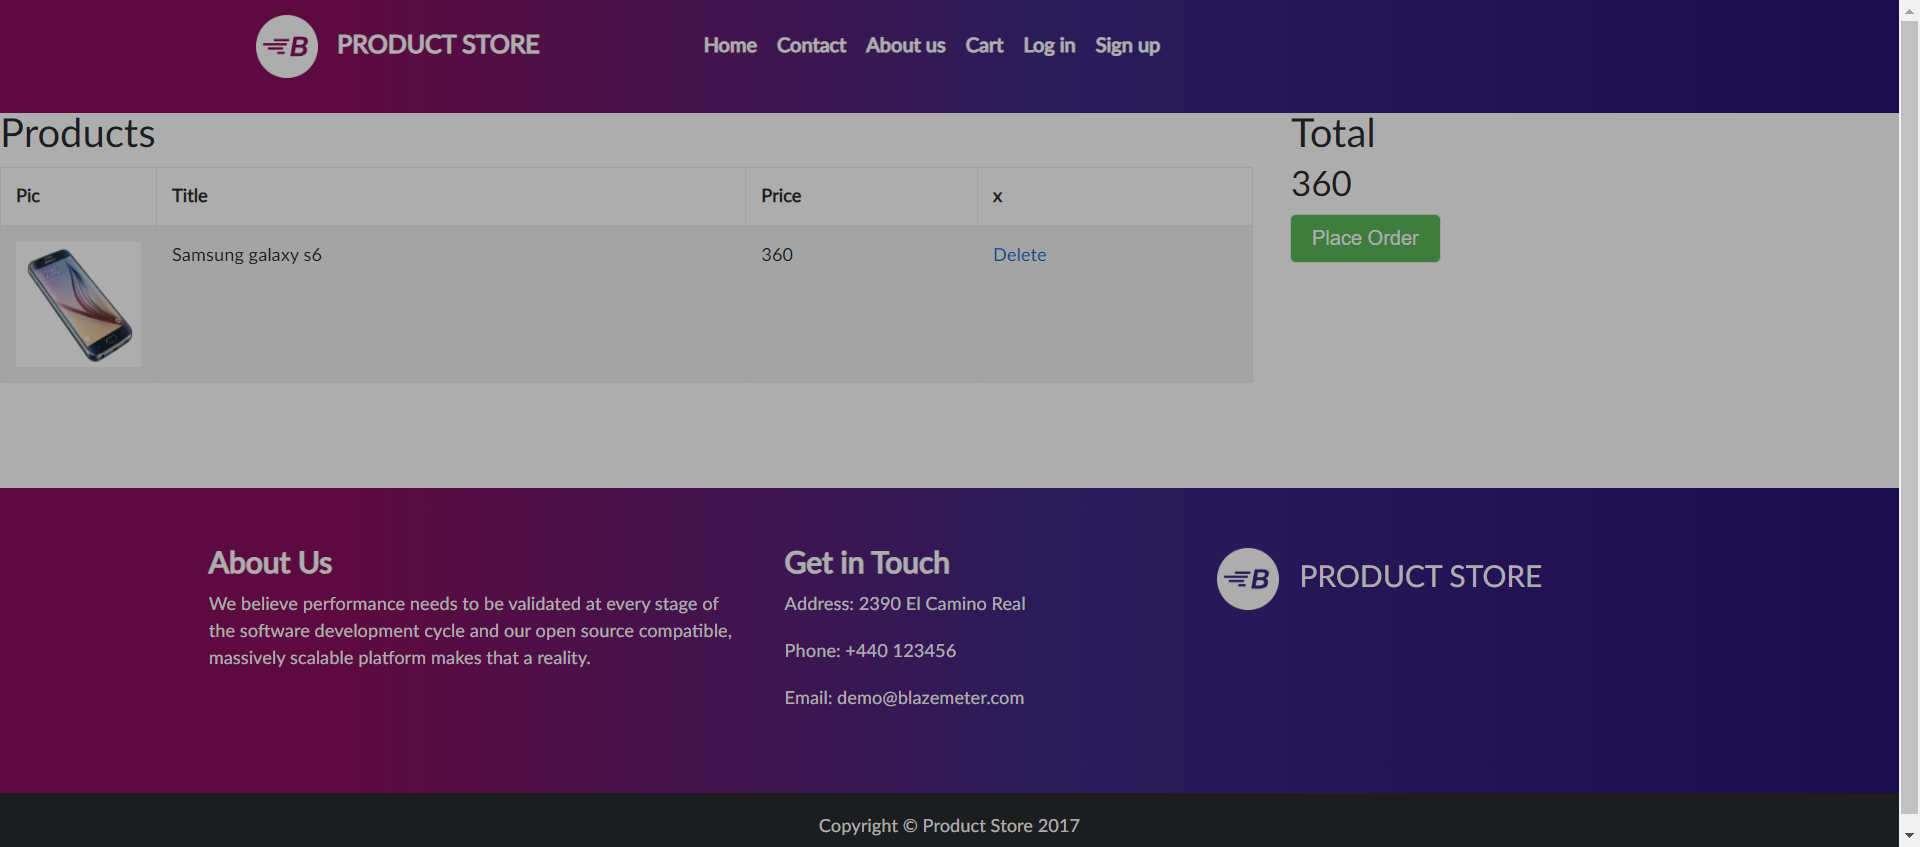 B PRODUCT STORE Home Contact About us Cart Log in Sign up
Products
Pic Title Price x
Samsung galaxy s6 360 Delete
Total
360
Place Order
About Us
We believe performance needs to be validated at every stage of
the software development cycle and our open source compatible,
massively scalable platform makes that a reality.
Get in Touch
Address: 2390 El Camino Real
Phone: +440 123456
Email: demo@blazemeter.com
B PRODUCT STORE
Copyright © Product Store 2017